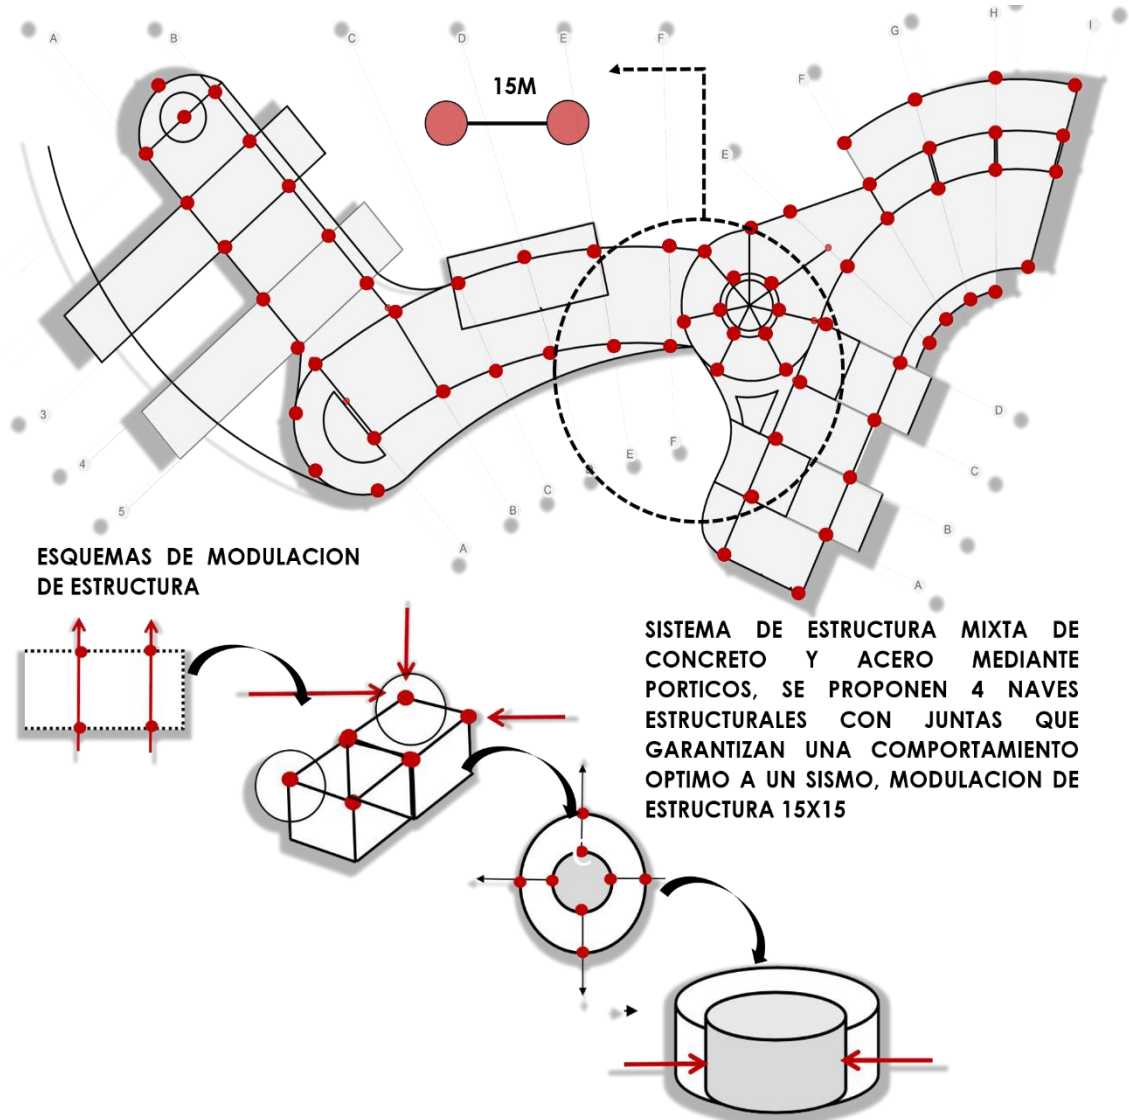 A
B
C
D
E
F
H
I
G
F
E
15M
3
4
5
D
C
B
A
F
E
D
C
B
A
ESQUEMAS DE MODULACION
DE ESTRUCTURA
SISTEMA DE ESTRUCTURA MIXTA DE
CONCRETO Y ACERO MEDIANTE
PORTICOS, SE PROPONEN 4 NAVES
ESTRUCTURALES CON JUNTAS QUE
GARANTIZAN UNA COMPORTAMIENTO
OPTIMO A UN SISMO, MODULACION DE
ESTRUCTURA 15X15